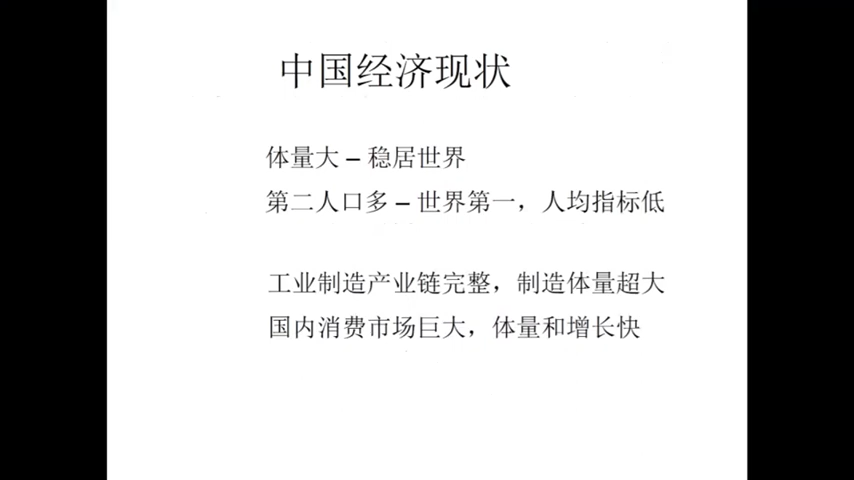 中国经济现状
体量大 – 稳居世界
第二人口多 – 世界第一，人均指标低
工业制造产业链完整，制造体量超大
国内消费市场巨大，体量和增长快